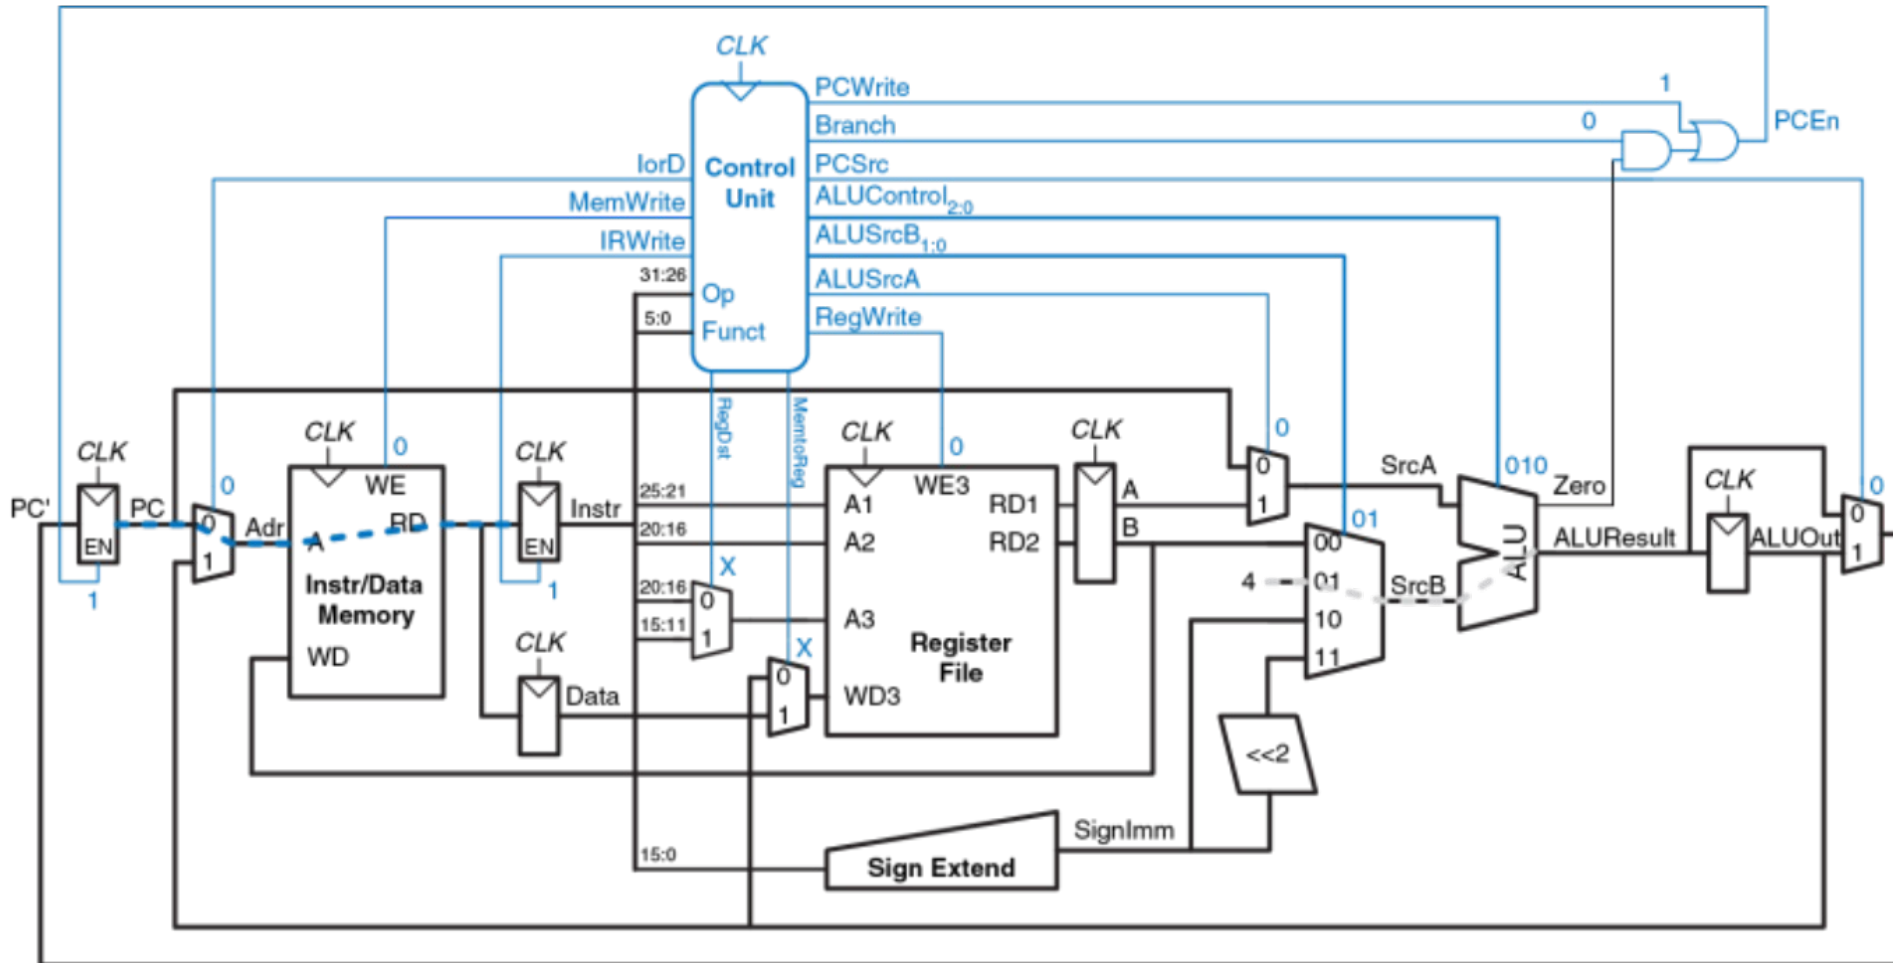 CLK
PCWrite
1
Branch
0
PCEn
IorD
Control
Unit
PCSrc
MemWrite
ALUControl2:0
IRWrite
ALUSrcB1:0
31:26
Op
ALUSrcA
5:0
Funct
RegWrite
RegDst
MemtoReg
CLK
CLK
0
CLK
CLK
0
CLK
0
SrcA
010
Zero
CLK
0
0
PC'
PC
EN
1
0
1
Adr
WE
A
RD
Instr/Data
Memory
WD
EN
1
Instr
25:21
20:16
X
20:16
0
15:11
1
CLK
Data
X
0
1
A1
WE3
RD1
A2
RD2
A3
Register
File
WD3
A
B
0
1
01
00
4
01
10
11
SrcB
ALU
ALUResult
ALUOut
0
1
<<2
SignImm
15:0
Sign Extend